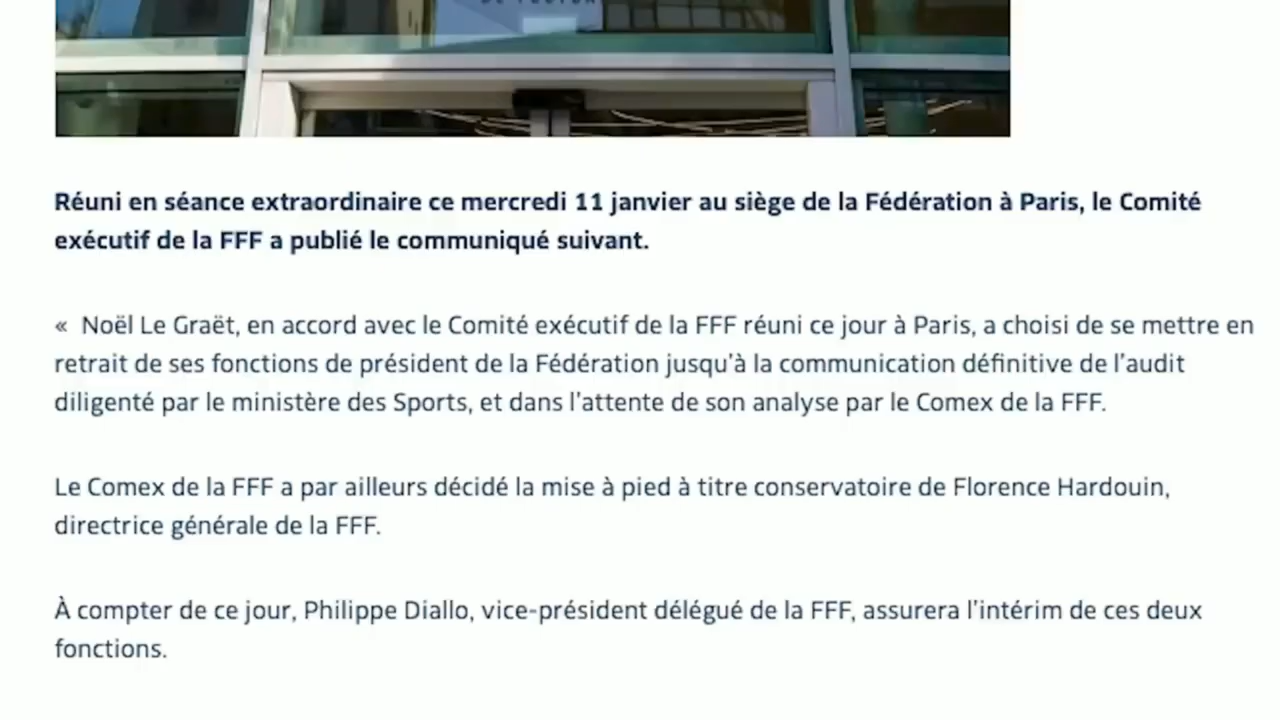 Réuni en séance extraordinaire ce mercredi 11 janvier au siège de la Fédération à Paris, le Comité
exécutif de la FFF a publié le communiqué suivant.
«  Noël Le Graët, en accord avec le Comité exécutif de la FFF réuni ce jour à Paris, a choisi de se mettre en
retrait de ses fonctions de président de la Fédération jusqu'à la communication définitive de l'audit
diligenté par le ministère des Sports, et dans l'attente de son analyse par le Comex de la FFF.
Le Comex de la FFF a par ailleurs décidé la mise à pied à titre conservatoire de Florence Hardouin,
directrice générale de la FFF.
À compter de ce jour, Philippe Diallo, vice-président délégué de la FFF, assurera l'intérim de ces deux
fonctions.